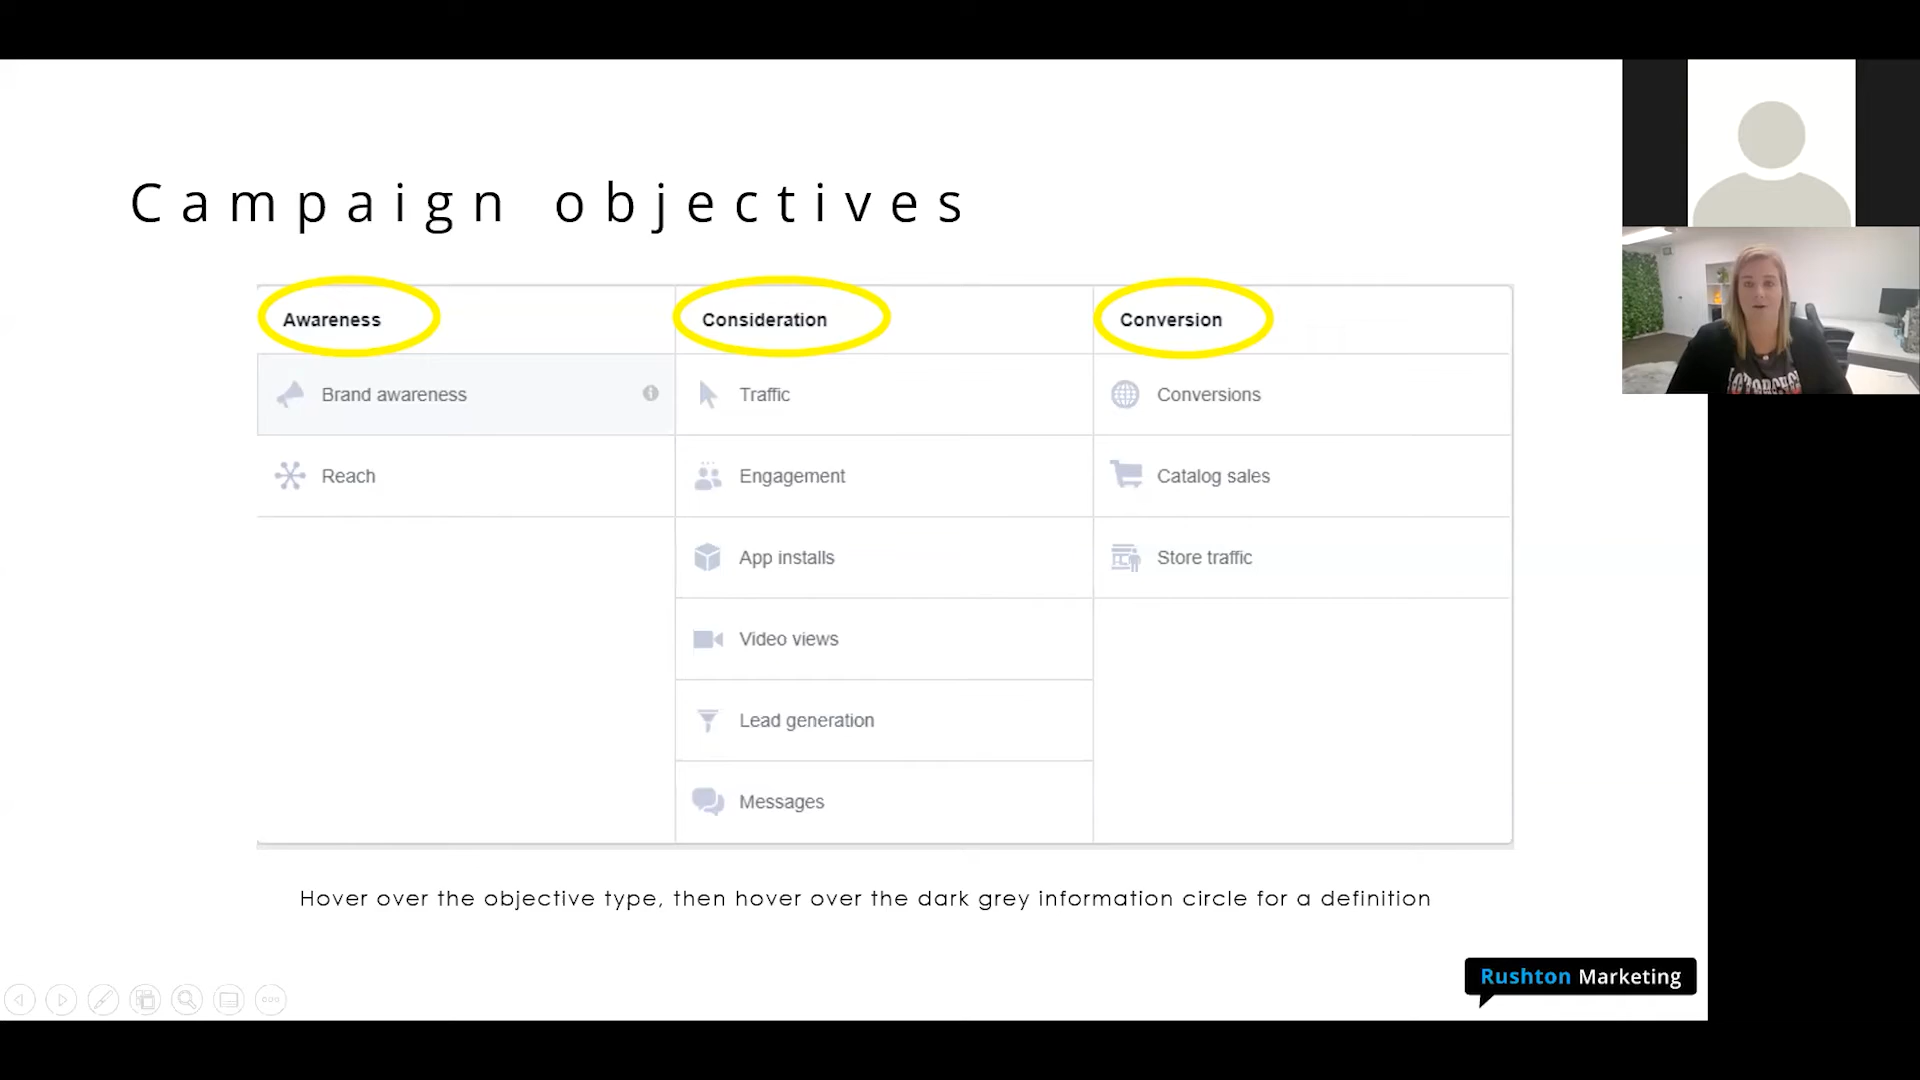 Campaign objectives
Awareness
Consideration
Conversion
Brand awareness
Traffic
Conversions
Reach
Engagement
Catalog sales
App installs
Store traffic
Video views
Lead generation
Messages
Hover over the objective type, then hover over the dark grey information circle for a definition
Rushton Marketing